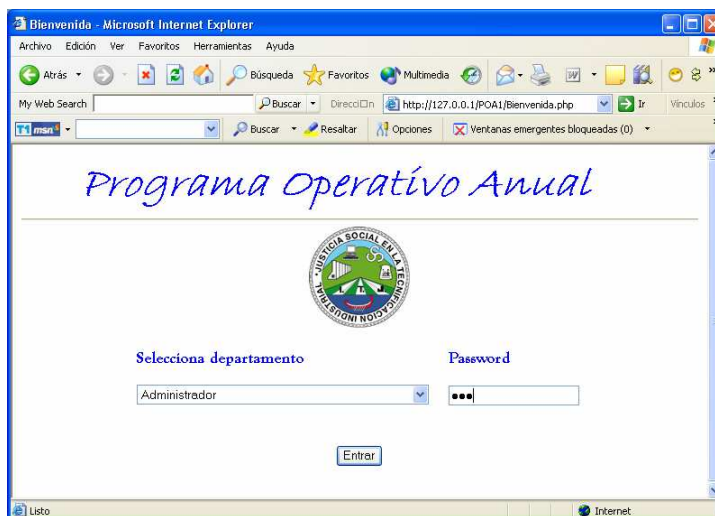 Bienvenida - Microsoft Internet Explorer
Archivo Edición Ver Favoritos Herramientas Ayuda
Atrás Búsqueda Favoritos Multimedia
My Web Search Buscar Direcci□n http://127.0.0.1/POA1/Bienvenida.php Ir Vínculos
msn Buscar Resaltar Opciones Ventanas emergentes bloqueadas (0)
Programa Operativo Anual
JUSTICIA SOCIAL EN LA TECNIFICACION INDUSTRIAL
I.T.J.
Selecciona departamento Password
Administrador •••
Entrar
Listo Internet